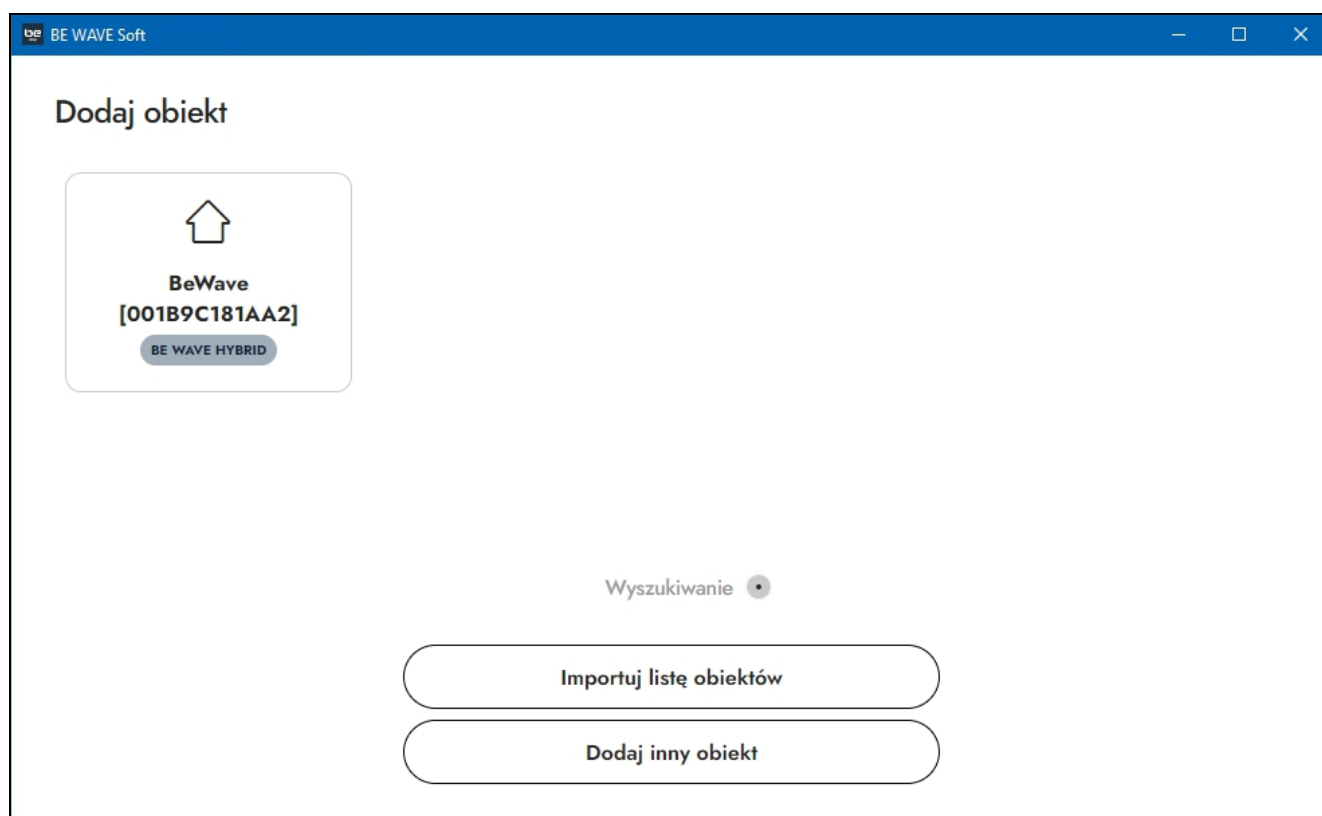 be
BE WAVE Soft
Dodaj obiekt
BeWave
[001B9C181AA2]
BE WAVE HYBRID
Wyszukiwanie
Importuj listę obiektów
Dodaj inny obiekt